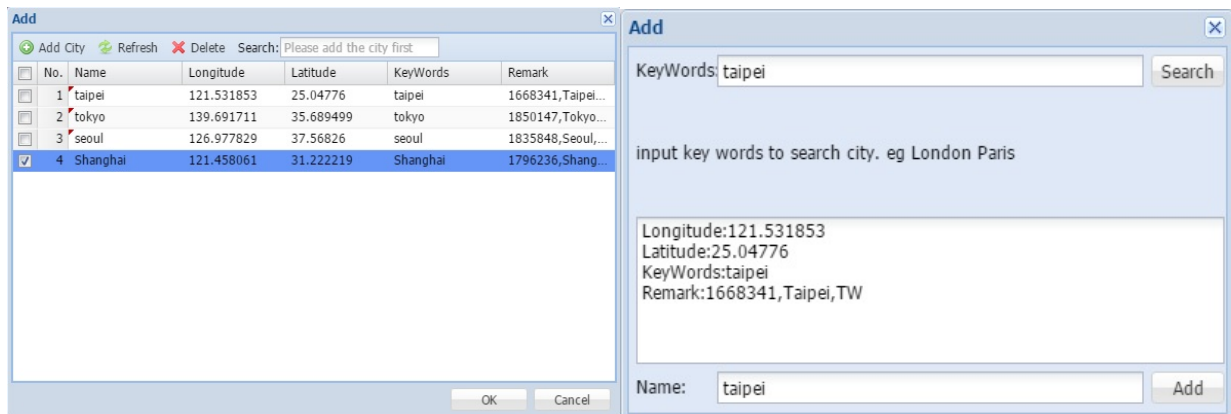 Add
Add City Refresh Delete Search: Please add the city first
No. Name Longitude Latitude KeyWords Remark
1 taipei 121.531853 25.04776 taipei 1668341,Taipei...
2 tokyo 139.691711 35.689499 tokyo 1850147,Tokyo...
3 seoul 126.977829 37.56826 seoul 1835848,Seoul,...
4 Shanghai 121.458061 31.222219 Shanghai 1796236,Shang...
OK Cancel
Add
KeyWords: taipei Search
input key words to search city. eg London Paris
Longitude:121.531853
Latitude:25.04776
KeyWords:taipei
Remark:1668341,Taipei,TW
Name: taipei Add